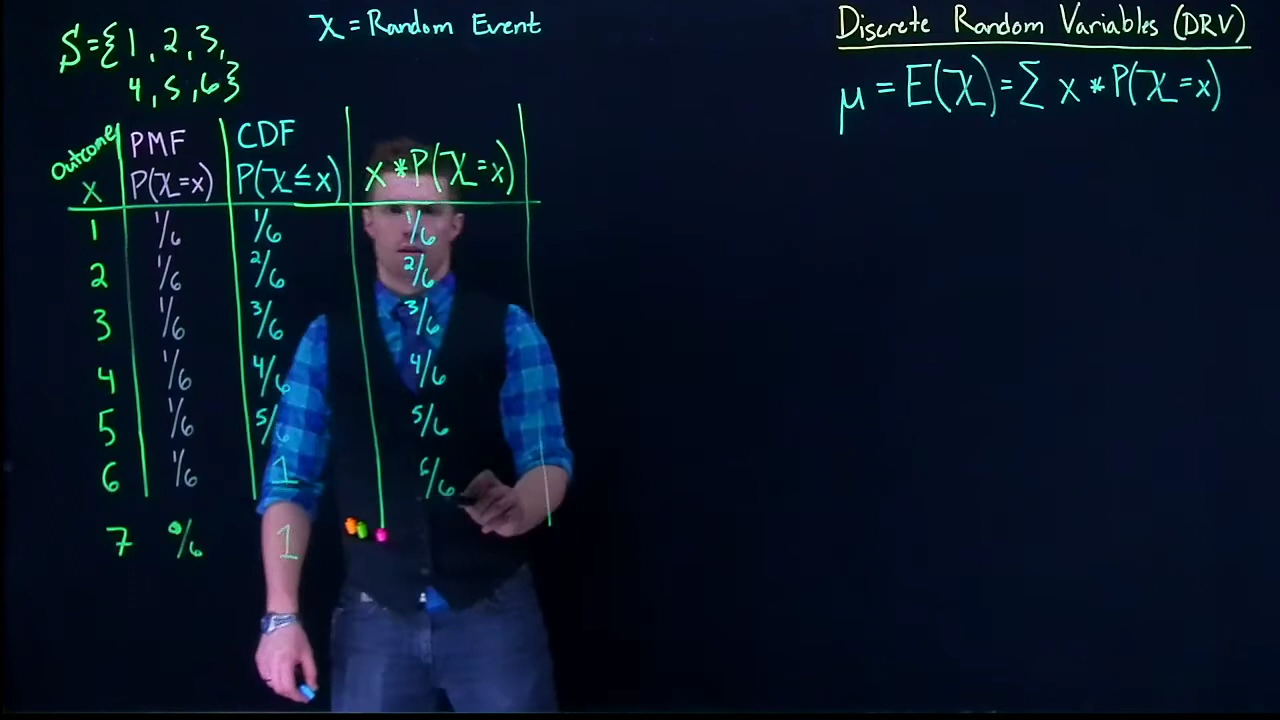 S={1, 2, 3,
4, 5, 6}
X = Random Event
Discrete Random Variables (DRV)
μ = E(X) = Σ x * P(X=x)
Outcome x | PMF P(X=x) | CDF P(X≤x) | x * P(X=x)
1 1/6 1/6 1/6
2 1/6 2/6 2/6
3 1/6 3/6 3/6
4 1/6 4/6 4/6
5 1/6 5/6 5/6
6 1/6 1 6/6
7 0/6 1